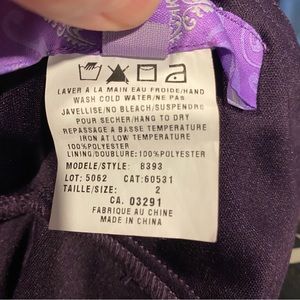 LAVER A LA MAIN EAU FROIDE/HAND
WASH COLD WATER/NE PAS
JAVELLISE/NO BLEACH/SUSPENDRE
POUR SECHER/HANG TO DRY
REPASSAGE A BASSE TEMPERATURE
IRON AT LOW TEMPERATURE
100%POLYESTER
LINING/DOUBLURE:100%POLYESTER
MODELE/STYLE: 8393
LOT: 5062 CAT:60531
TAILLE/SIZE: 2
CA. 03291
FABRIQUE AU CHINE
MADE IN CHINA